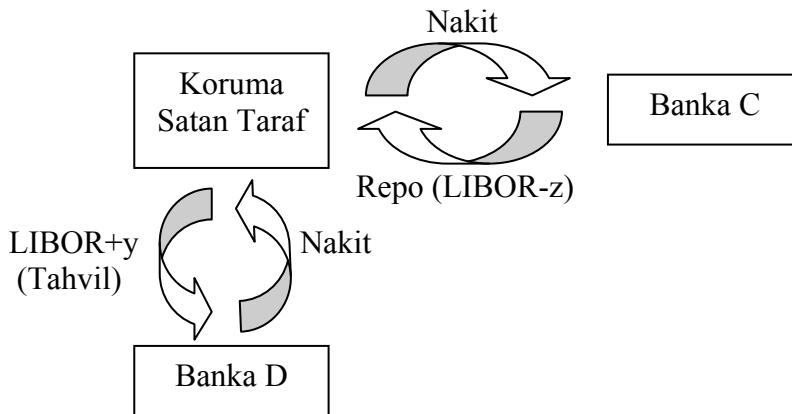 Nakit
Koruma
Satan Taraf
Banka C
Repo (LIBOR-z)
LIBOR+y
(Tahvil)
Nakit
Banka D